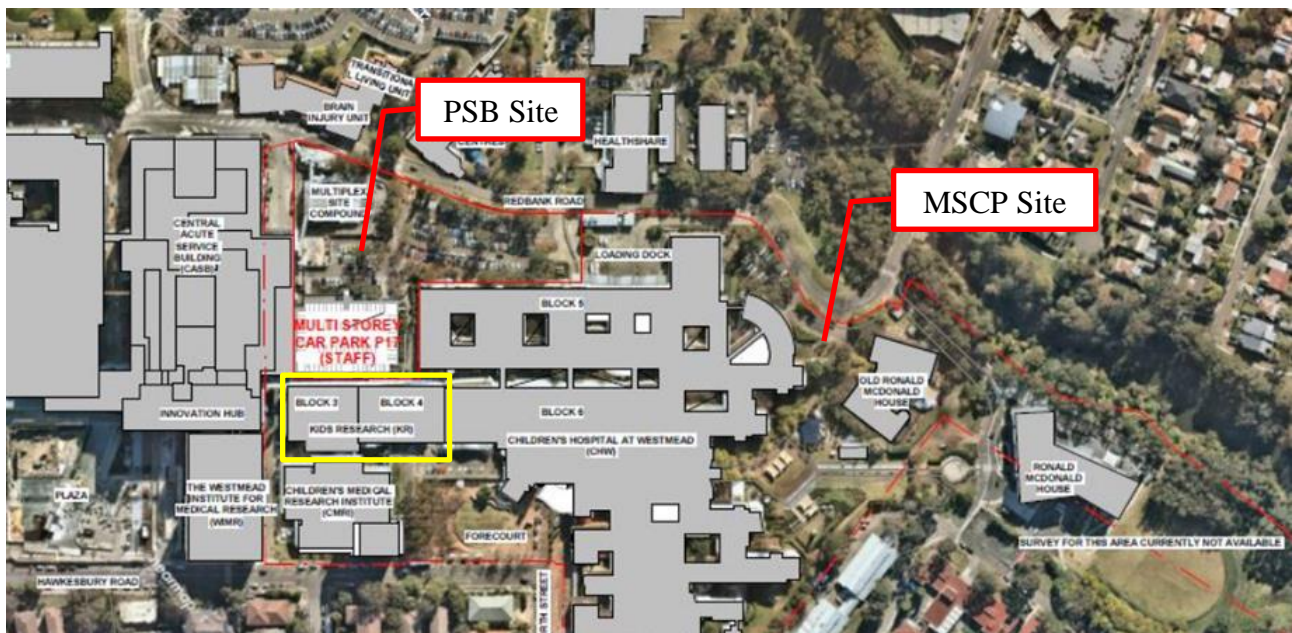 TRANSITIONA
L LIVING UNIT
BRAIN
INJURY UNIT
PSB Site
HEALTHSHARE
CENTRES
MSCP Site
MULTIPLEX
SITE
COMPOUND
REDBANK ROAD
CENTRAL
ACUTE
SERVICE
BUILDING
(CASB)
LOADING DOCK
BLOCK 5
MULTI STOREY
CAR PARK P17
(STAFF)
OLD RONALD
MCDONALD
HOUSE
BLOCK 3
BLOCK 4
KIDS RESEARCH (KR)
INNOVATION HUB
BLOCK 6
CHILDREN'S HOSPITAL AT WESTMEAD
(CHW)
RONALD
MCDONALD
HOUSE
PLAZA
THE WESTMEAD
INSTITUTE FOR
MEDICAL RESEARCH
(WIMR)
CHILDREN'S MEDICAL
RESEARCH INSTITUTE
(CMRI)
FORECOURT
SURVEY FOR THIS AREA CURRENTLY NOT AVAILABLE
HAWKESBURY ROAD
RTH STREET